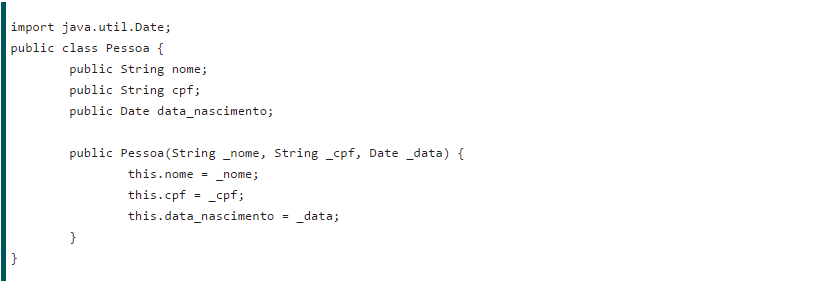 import java.util.Date;
public class Pessoa {
public String nome;
public String cpf;
public Date data_nascimento;
public Pessoa(String _nome, String _cpf, Date _data) {
this.nome = _nome;
this.cpf = _cpf;
this.data_nascimento = _data;
}
}